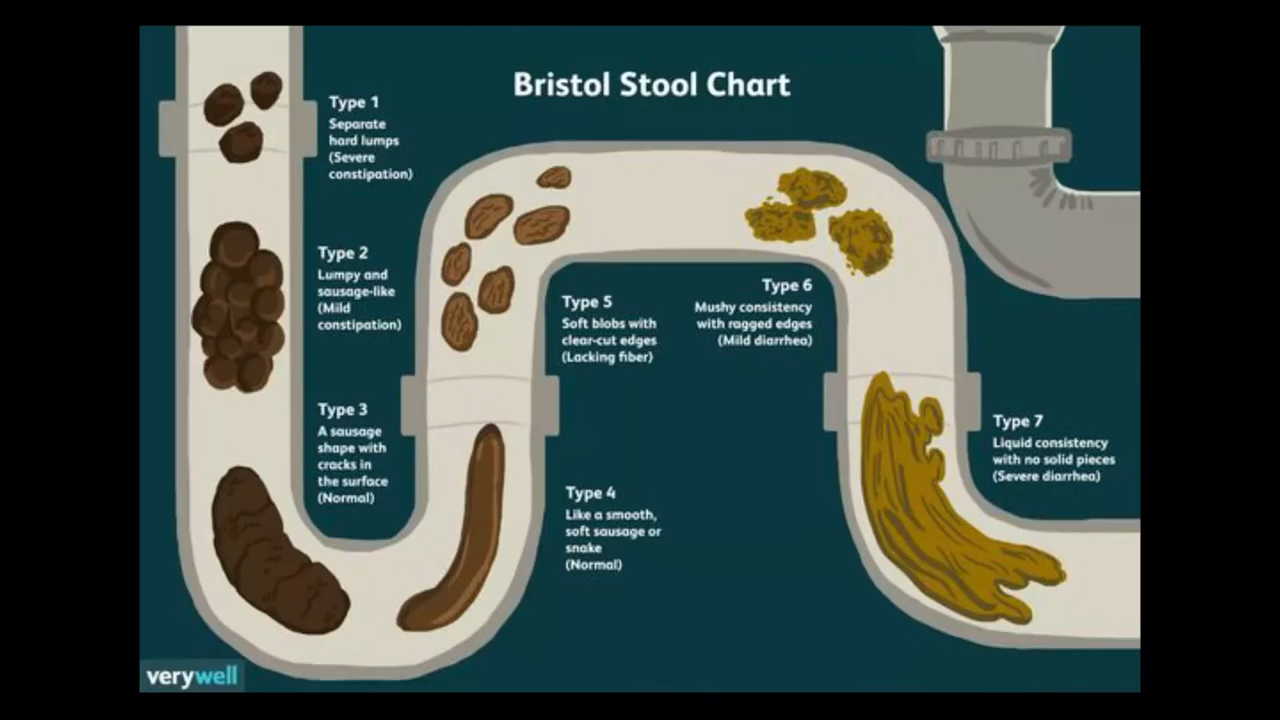 Bristol Stool Chart
Type 1
Separate
hard lumps
(Severe
constipation)
Type 2
Lumpy and
sausage-like
(Mild
constipation)
Type 3
A sausage
shape with
cracks in
the surface
(Normal)
Type 4
Like a smooth,
soft sausage or
snake
(Normal)
Type 5
Soft blobs with
clear-cut edges
(Lacking fiber)
Type 6
Mushy consistency
with ragged edges
(Mild diarrhea)
Type 7
Liquid consistency
with no solid pieces
(Severe diarrhea)
verywell